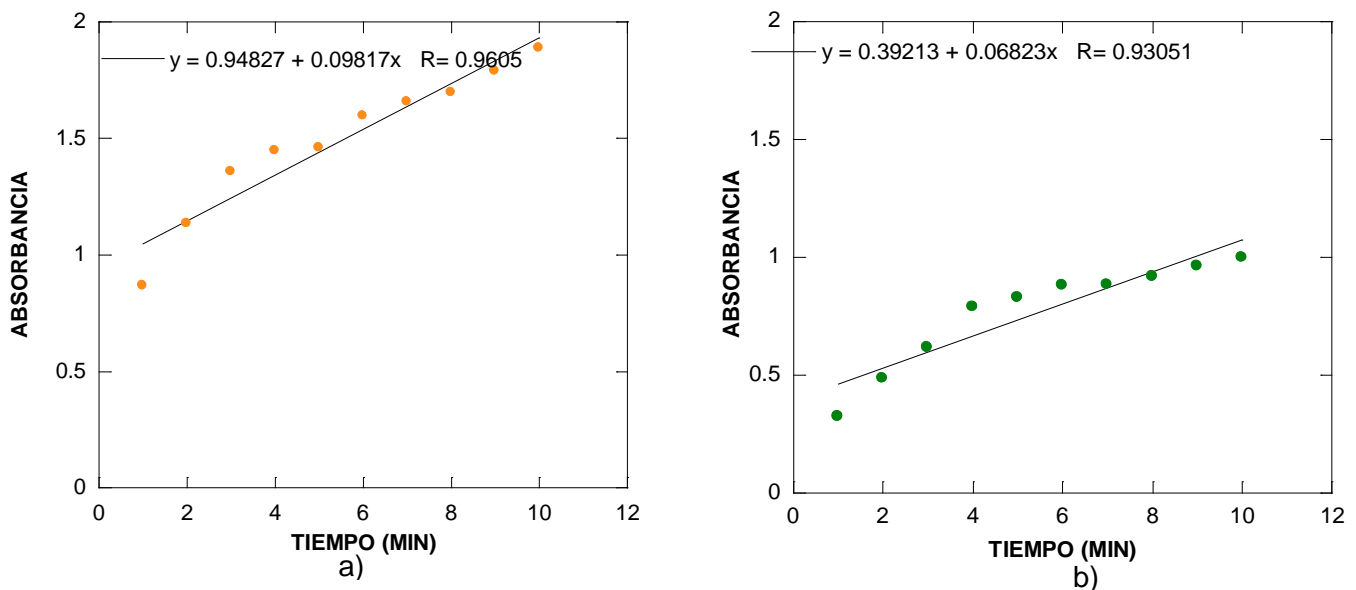 y = 0.94827 + 0.09817x R= 0.9605
2
1.5
1
0.5
0
ABSORBANCIA
0 2 4 6 8 10 12
TIEMPO (MIN)
a)
y = 0.39213 + 0.06823x R= 0.93051
2
1.5
1
0.5
0
ABSORBANCIA
0 2 4 6 8 10 12
TIEMPO (MIN)
b)